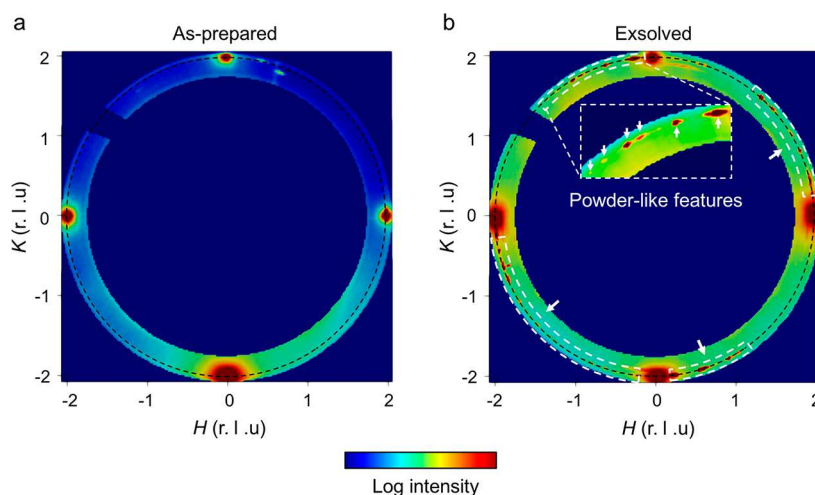 a
As-prepared
2
1
0
-1
-2
K (r. l .u)
-2
-1
0
1
2
H (r. l .u)
b
Exsolved
2
1
0
-1
-2
K (r. l .u)
Powder-like features
-2
-1
0
1
2
H (r. l .u)
Log intensity